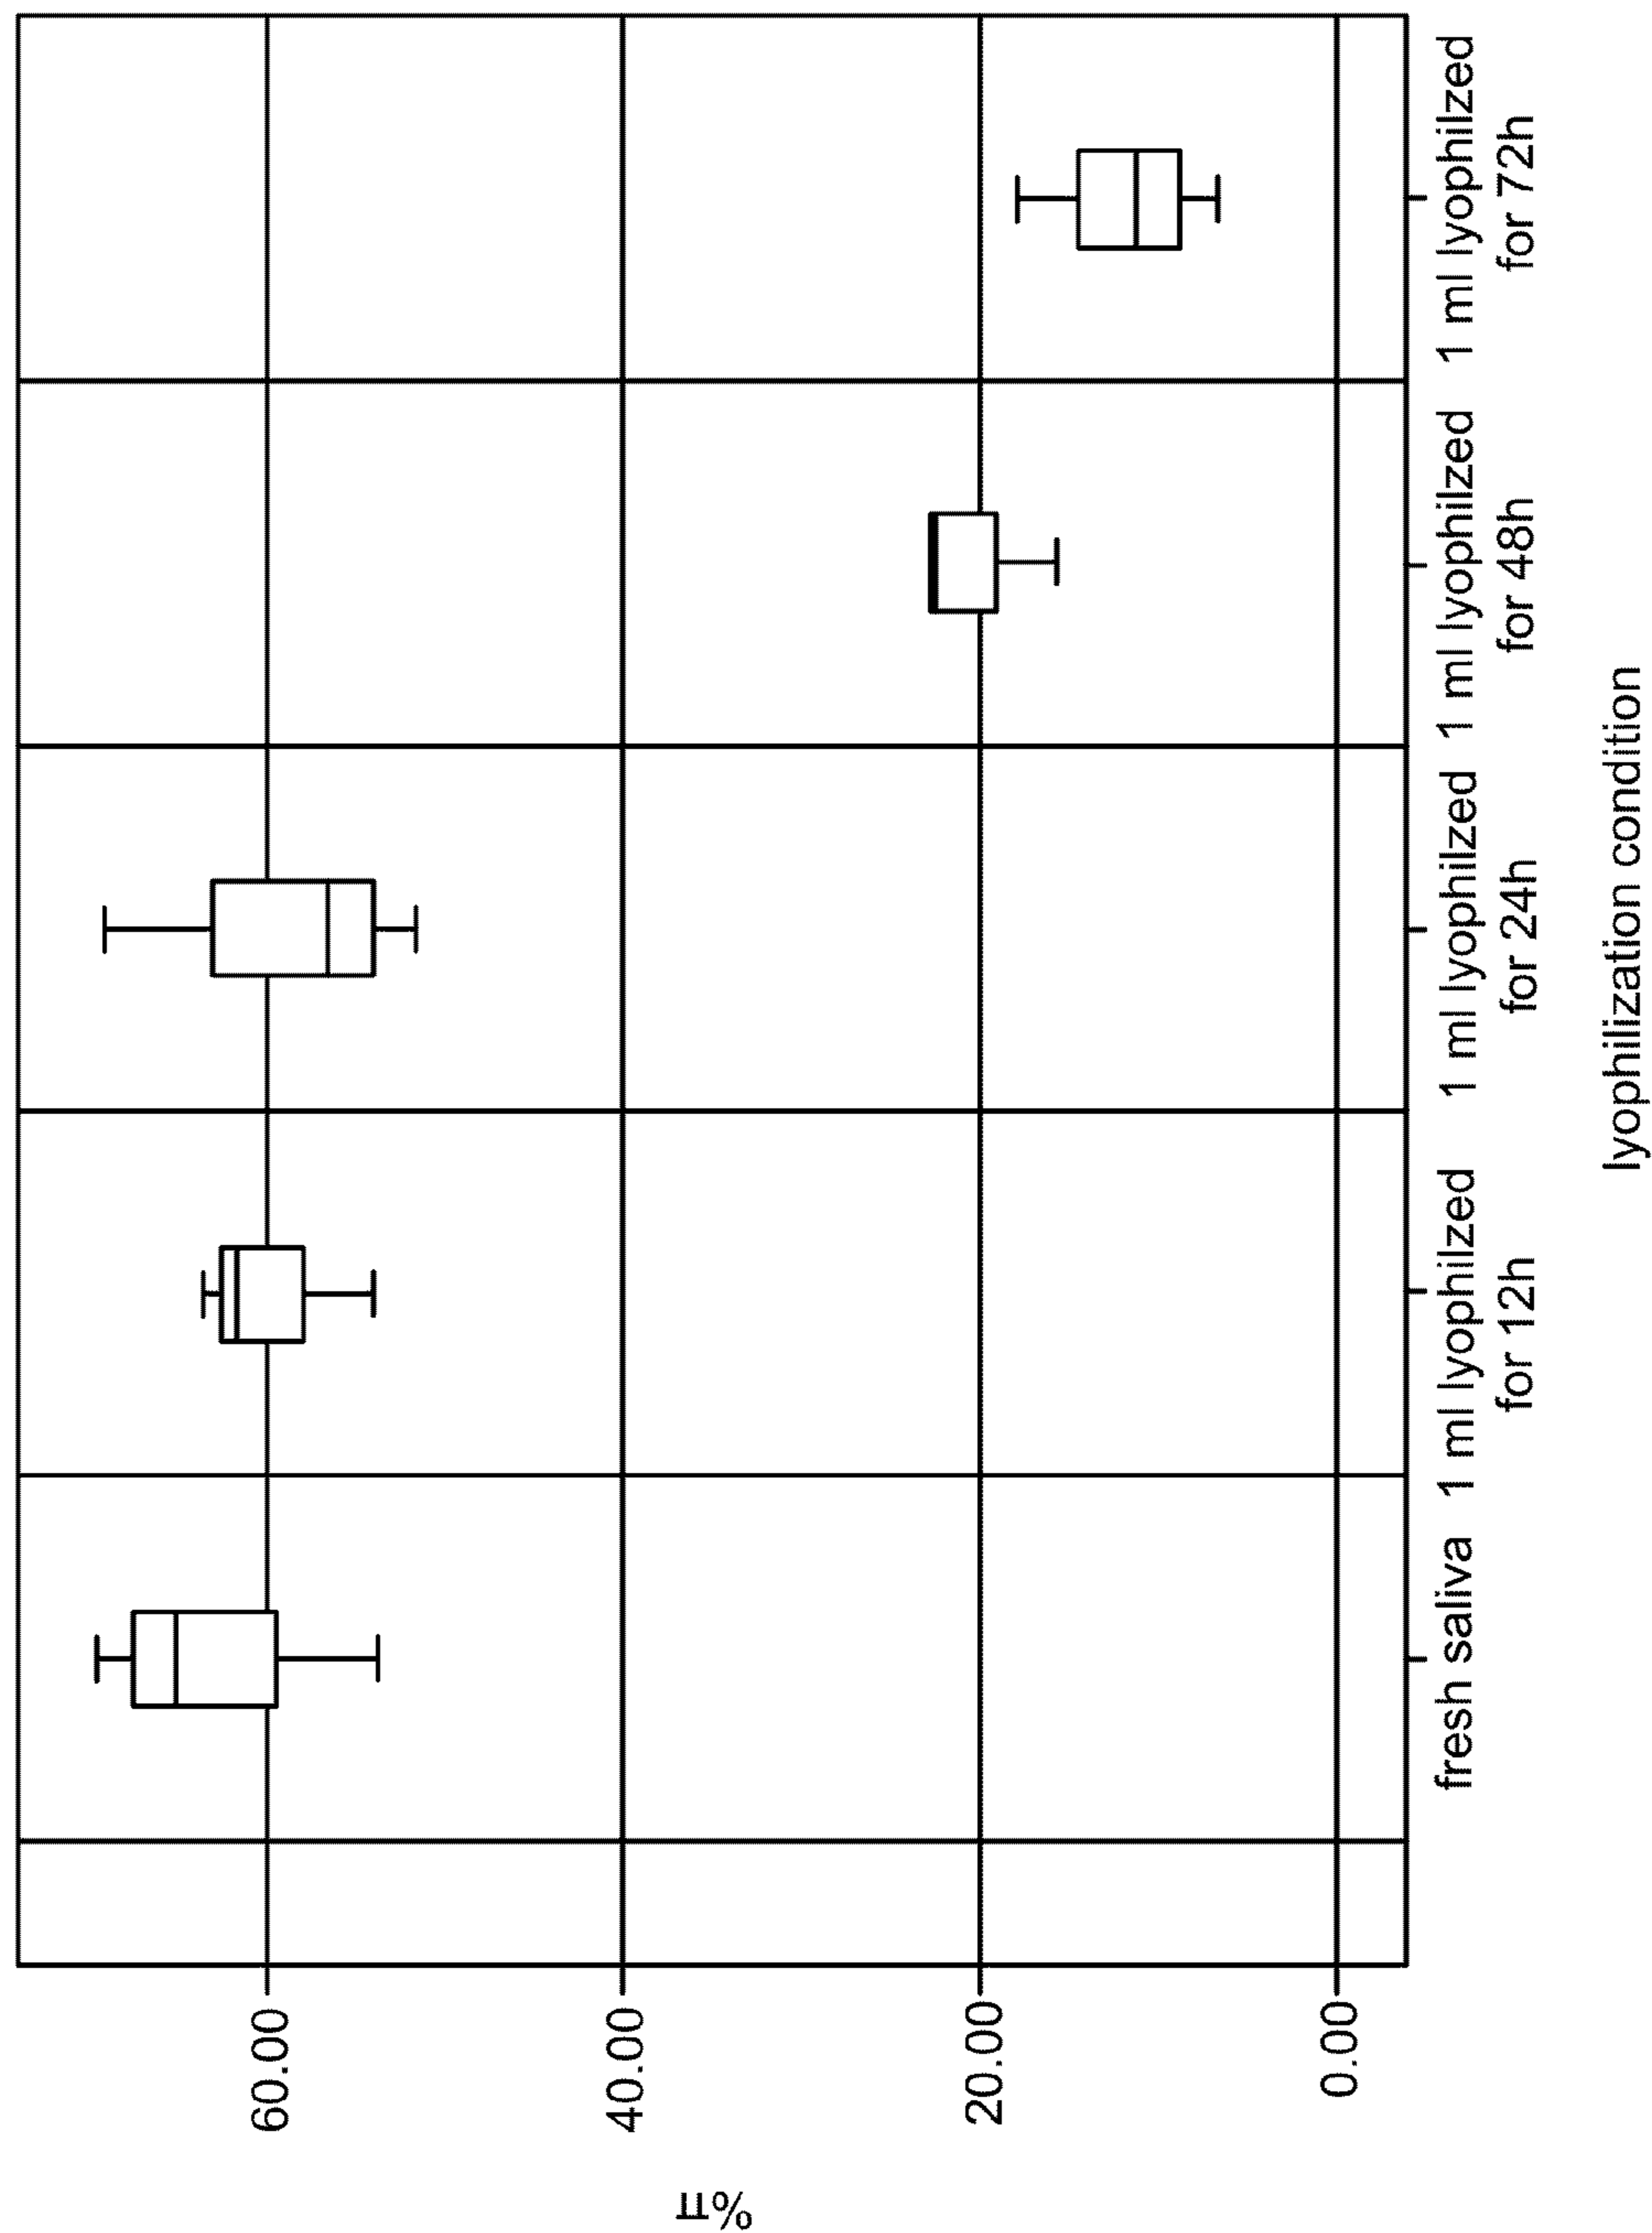 60.00
40.00
20.00
0.00
fresh saliva
1 ml lyophilzed
for 12h
1 ml lyophilzed
for 24h
1 ml lyophilzed
for 48h
1 ml lyophilzed
for 72h
lyophilization condition